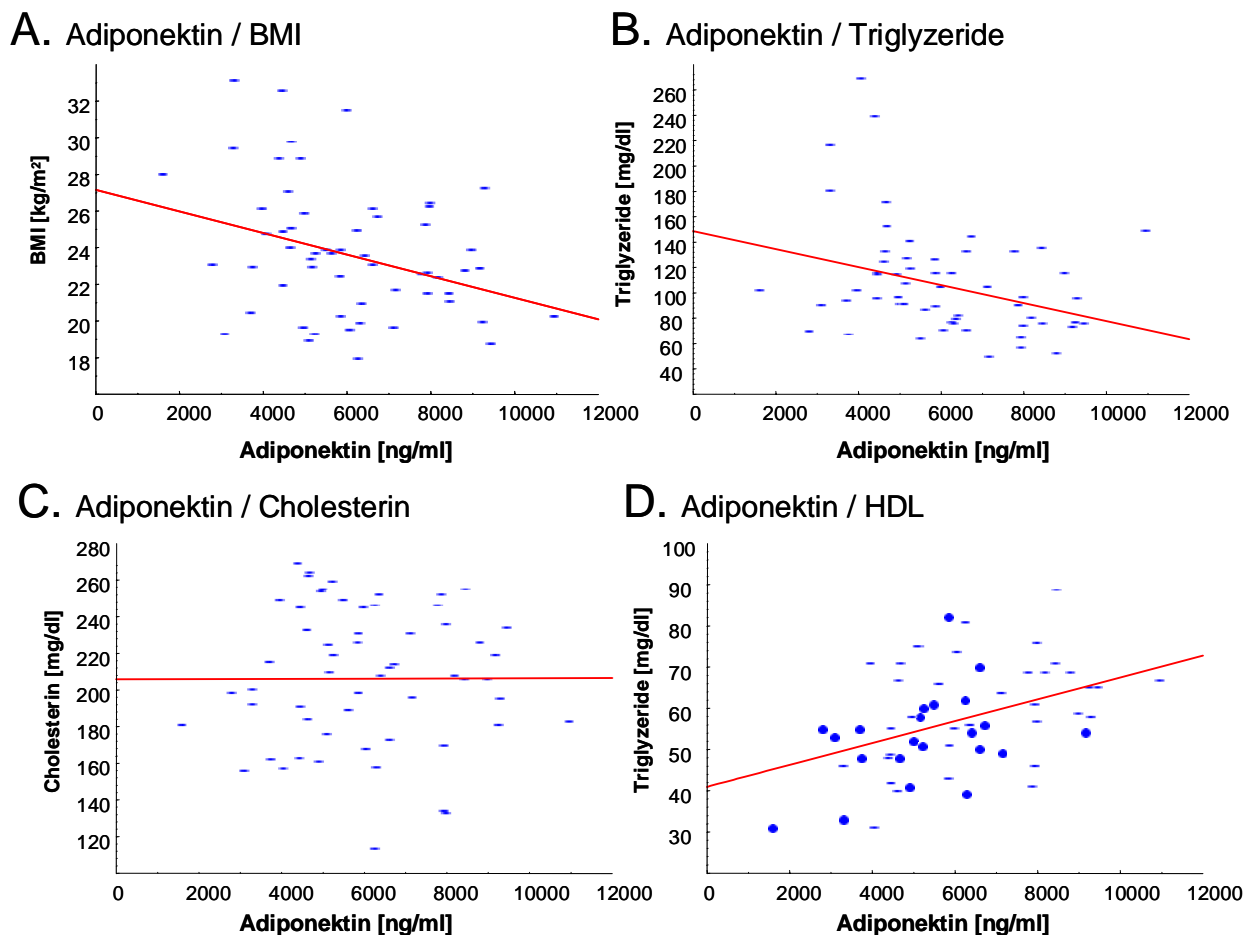 A. Adiponektin / BMI
32
30
28
26
24
22
20
18
BMI [kg/m²]
0 2000 4000 6000 8000 10000 12000
Adiponektin [ng/ml]
B. Adiponektin / Triglyzeride
260
240
220
200
180
160
140
120
100
80
60
40
Triglyzeride [mg/dl]
0 2000 4000 6000 8000 10000 12000
Adiponektin [ng/ml]
C. Adiponektin / Cholesterin
280
260
240
220
200
180
160
140
120
Cholesterin [mg/dl]
0 2000 4000 6000 8000 10000 12000
Adiponektin [ng/ml]
D. Adiponektin / HDL
100
90
80
70
60
50
40
30
Triglyzeride [mg/dl]
0 2000 4000 6000 8000 10000 12000
Adiponektin [ng/ml]